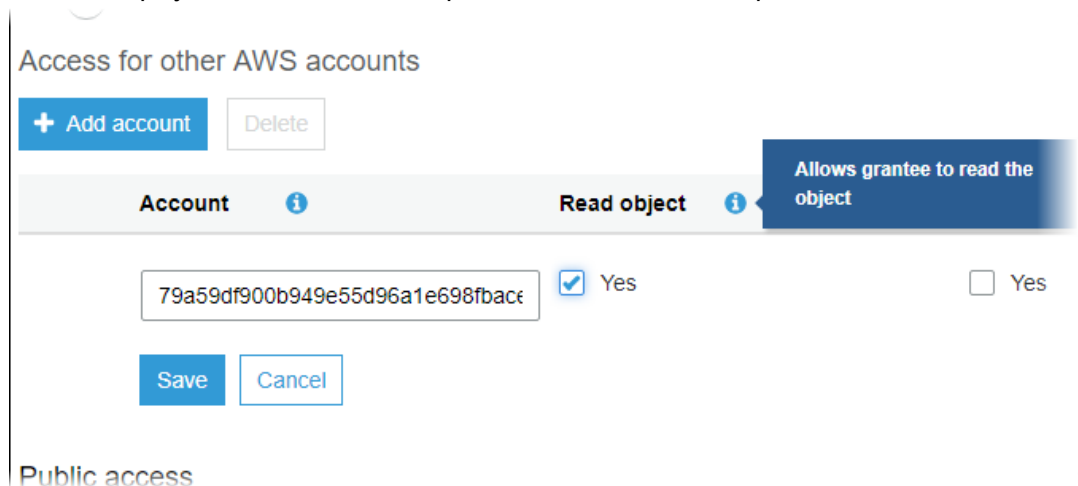 Access for other AWS accounts
+ Add account Delete
Account Read object
Allows grantee to read the
object
79a59df900b949e55d96a1e698fbace
Yes
Yes
Save Cancel
Public access